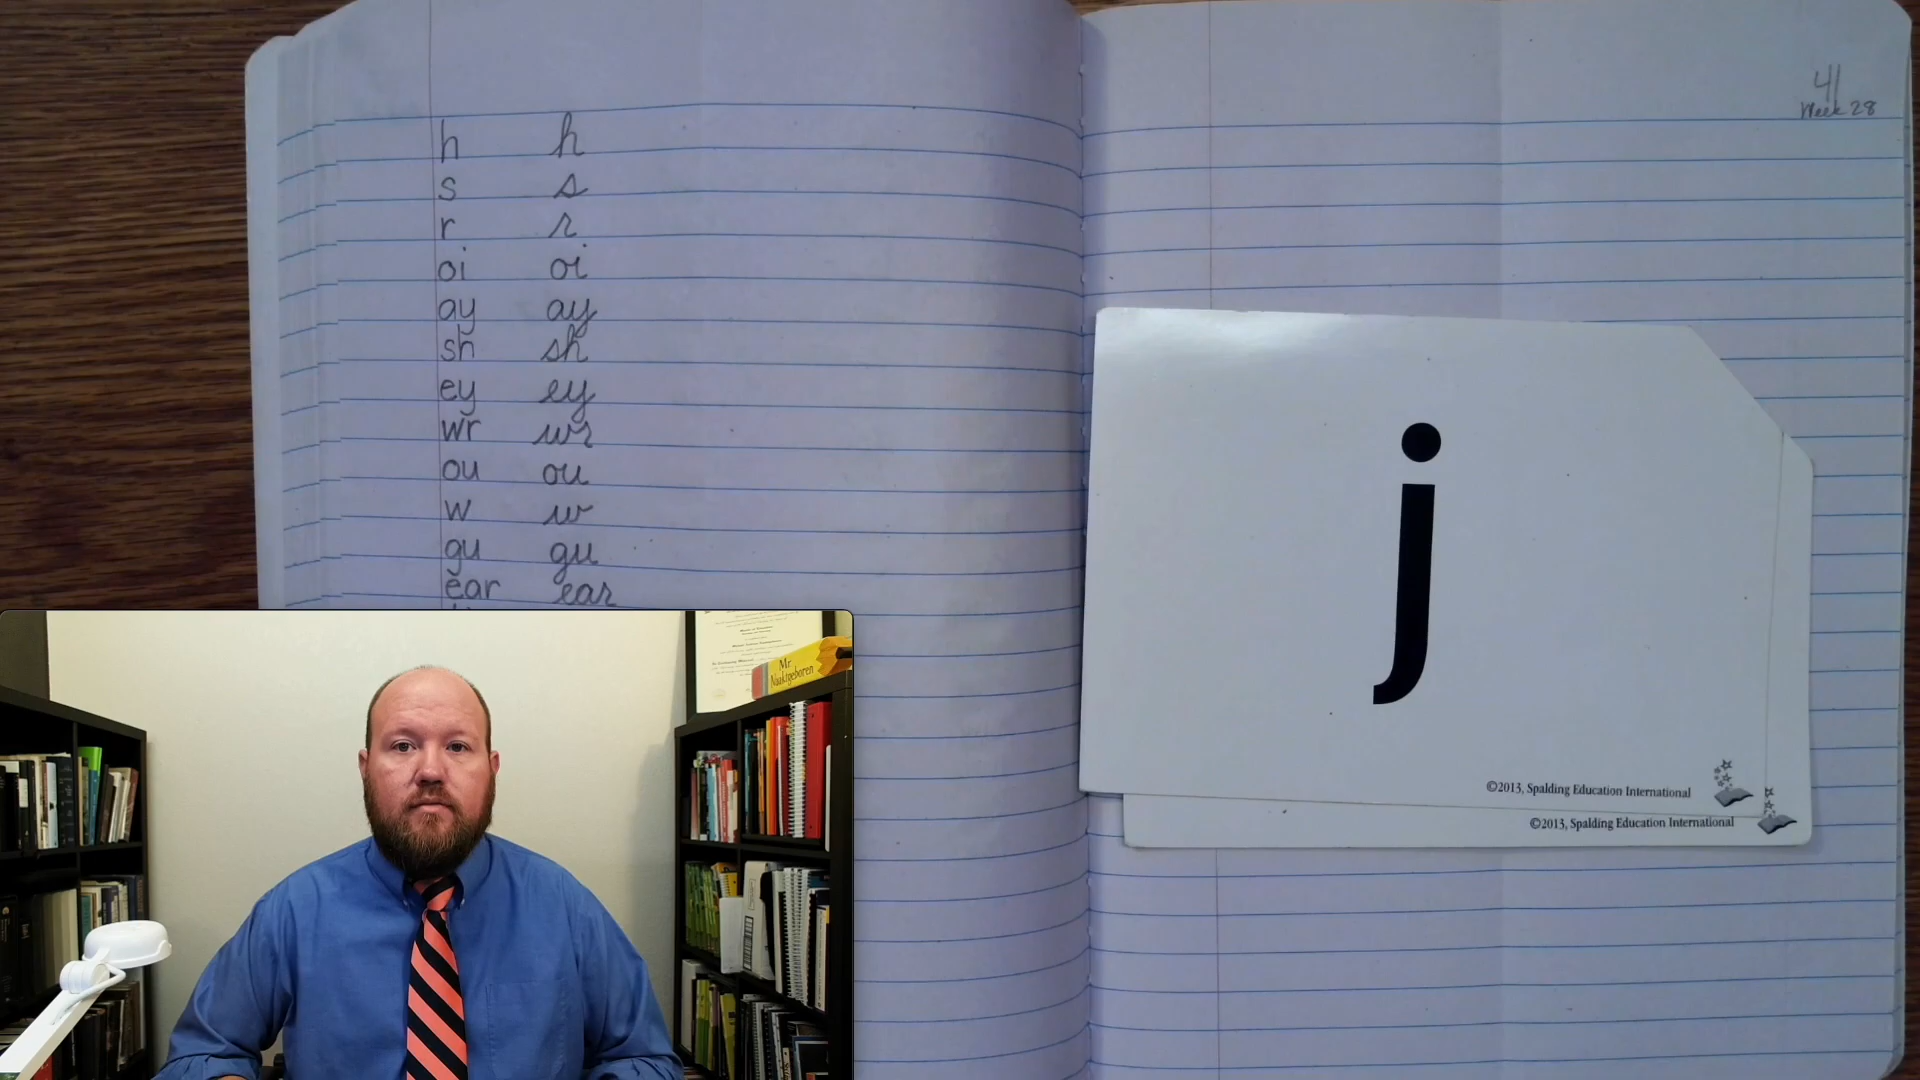 h h
s s
r r
oi oi
ay ay
sh sh
ey ey
wr wr
ou ou
w w
gu gu
ear ear
41
Week 28
j
©2013, Spalding Education International
©2013, Spalding Education International
Mr
Naaktgeboren